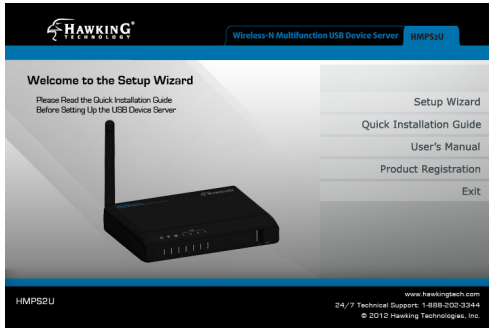 HAWKING
TECHNOLOGY
Wireless-N Multifunction USB Device Server
HMPS2U
Welcome to the Setup Wizard
Please Read the Quick Installation Guide
Before Setting Up the USB Device Server
Setup Wizard
Quick Installation Guide
User's Manual
Product Registration
Exit
HAWKING
HMPS2U
www.hawkingtech.com
24/7 Technical Support: 1-888-202-3344
© 2012 Hawking Technologies, Inc.